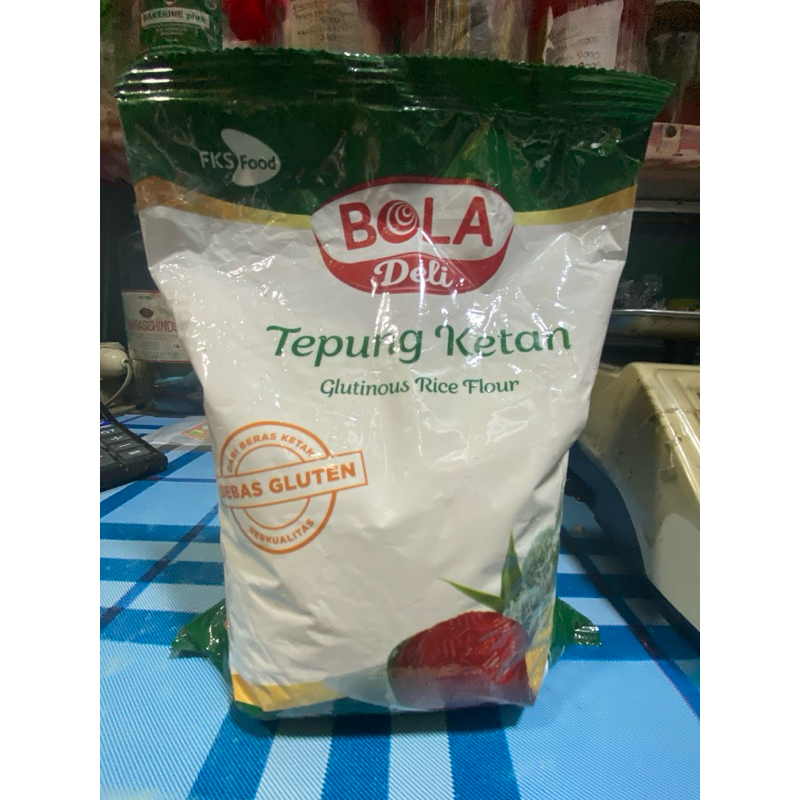 FKS Food
BOLA
Deli
Tepung Ketan
Glutinous Rice Flour
DARI BERAS KETAN
BEBAS GLUTEN
BERKUALITAS